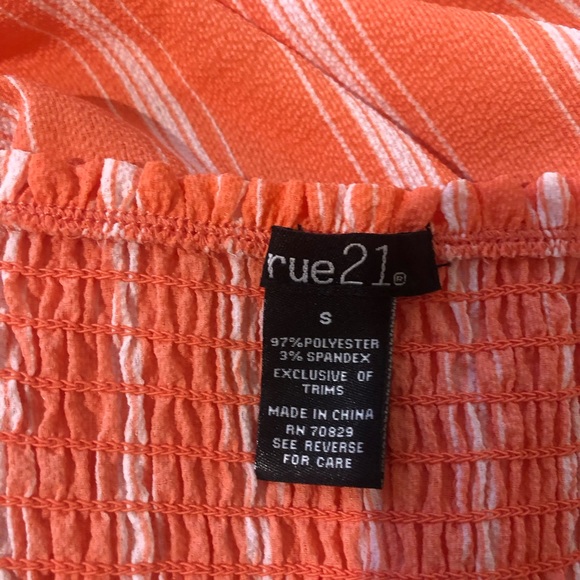 rue21®
S
97%POLYESTER
3% SPANDEX
EXCLUSIVE OF
TRIMS
MADE IN CHINA
RN 70829
SEE REVERSE
FOR CARE